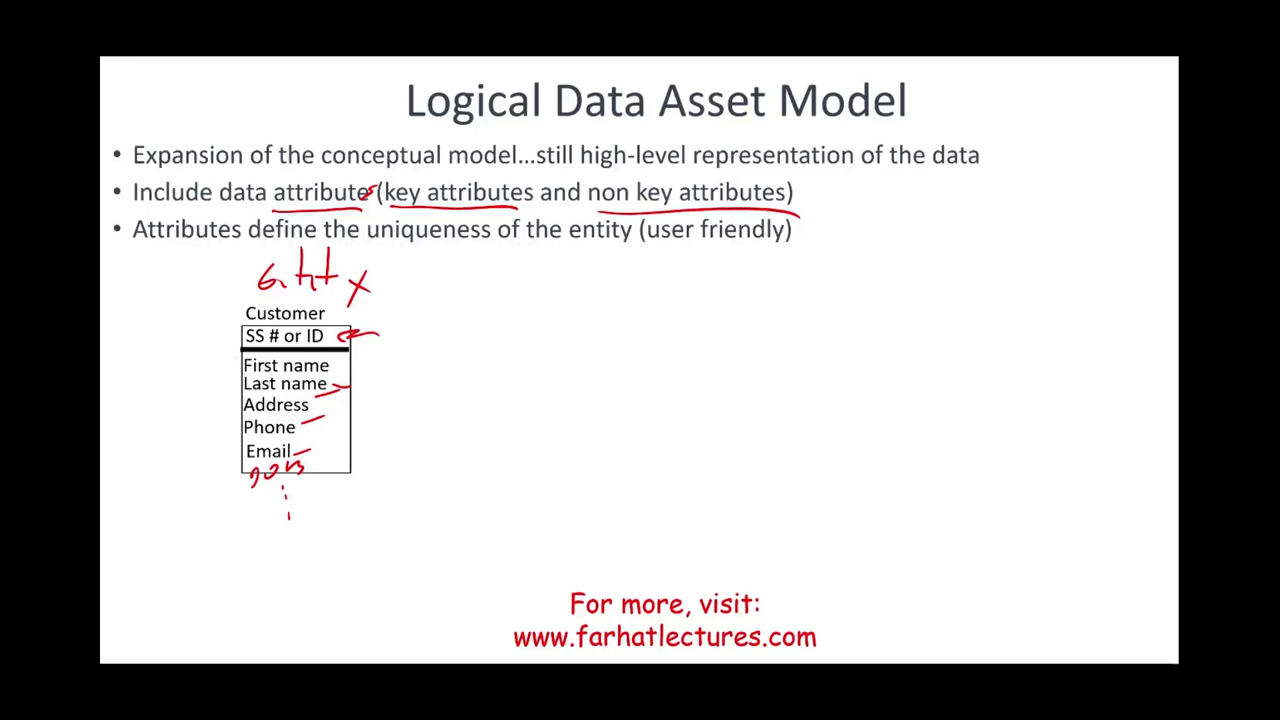 Logical Data Asset Model
• Expansion of the conceptual model...still high-level representation of the data
• Include data attributes (key attributes and non key attributes)
• Attributes define the uniqueness of the entity (user friendly)
Customer
SS # or ID
First name
Last name
Address
Phone
Email
For more, visit:
www.farhatlectures.com